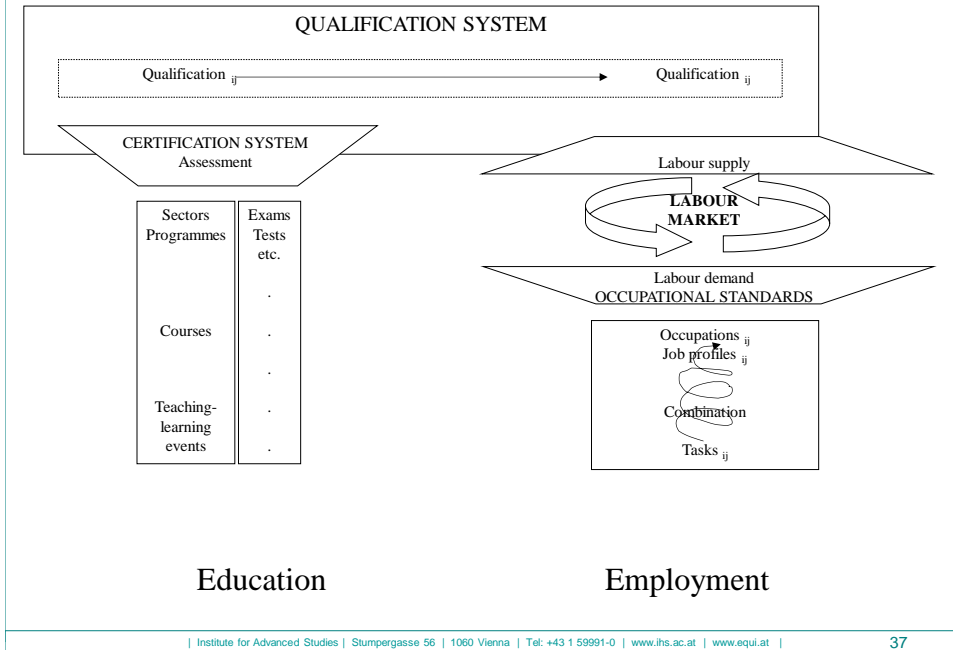 QUALIFICATION SYSTEM
Qualification ij
Qualification ij
CERTIFICATION SYSTEM
Assessment
Sectors
Programmes
Courses
Teaching-
learning
events
Exams
Tests
etc.
.
.
.
.
.
Labour supply
LABOUR
MARKET
Labour demand
OCCUPATIONAL STANDARDS
Occupations ij
Job profiles ij
Combination
Tasks ij
Education
Employment
| Institute for Advanced Studies | Stumpergasse 56 | 1060 Vienna | Tel: +43 1 59991-0 | www.ihs.ac.at | www.equi.at |
37